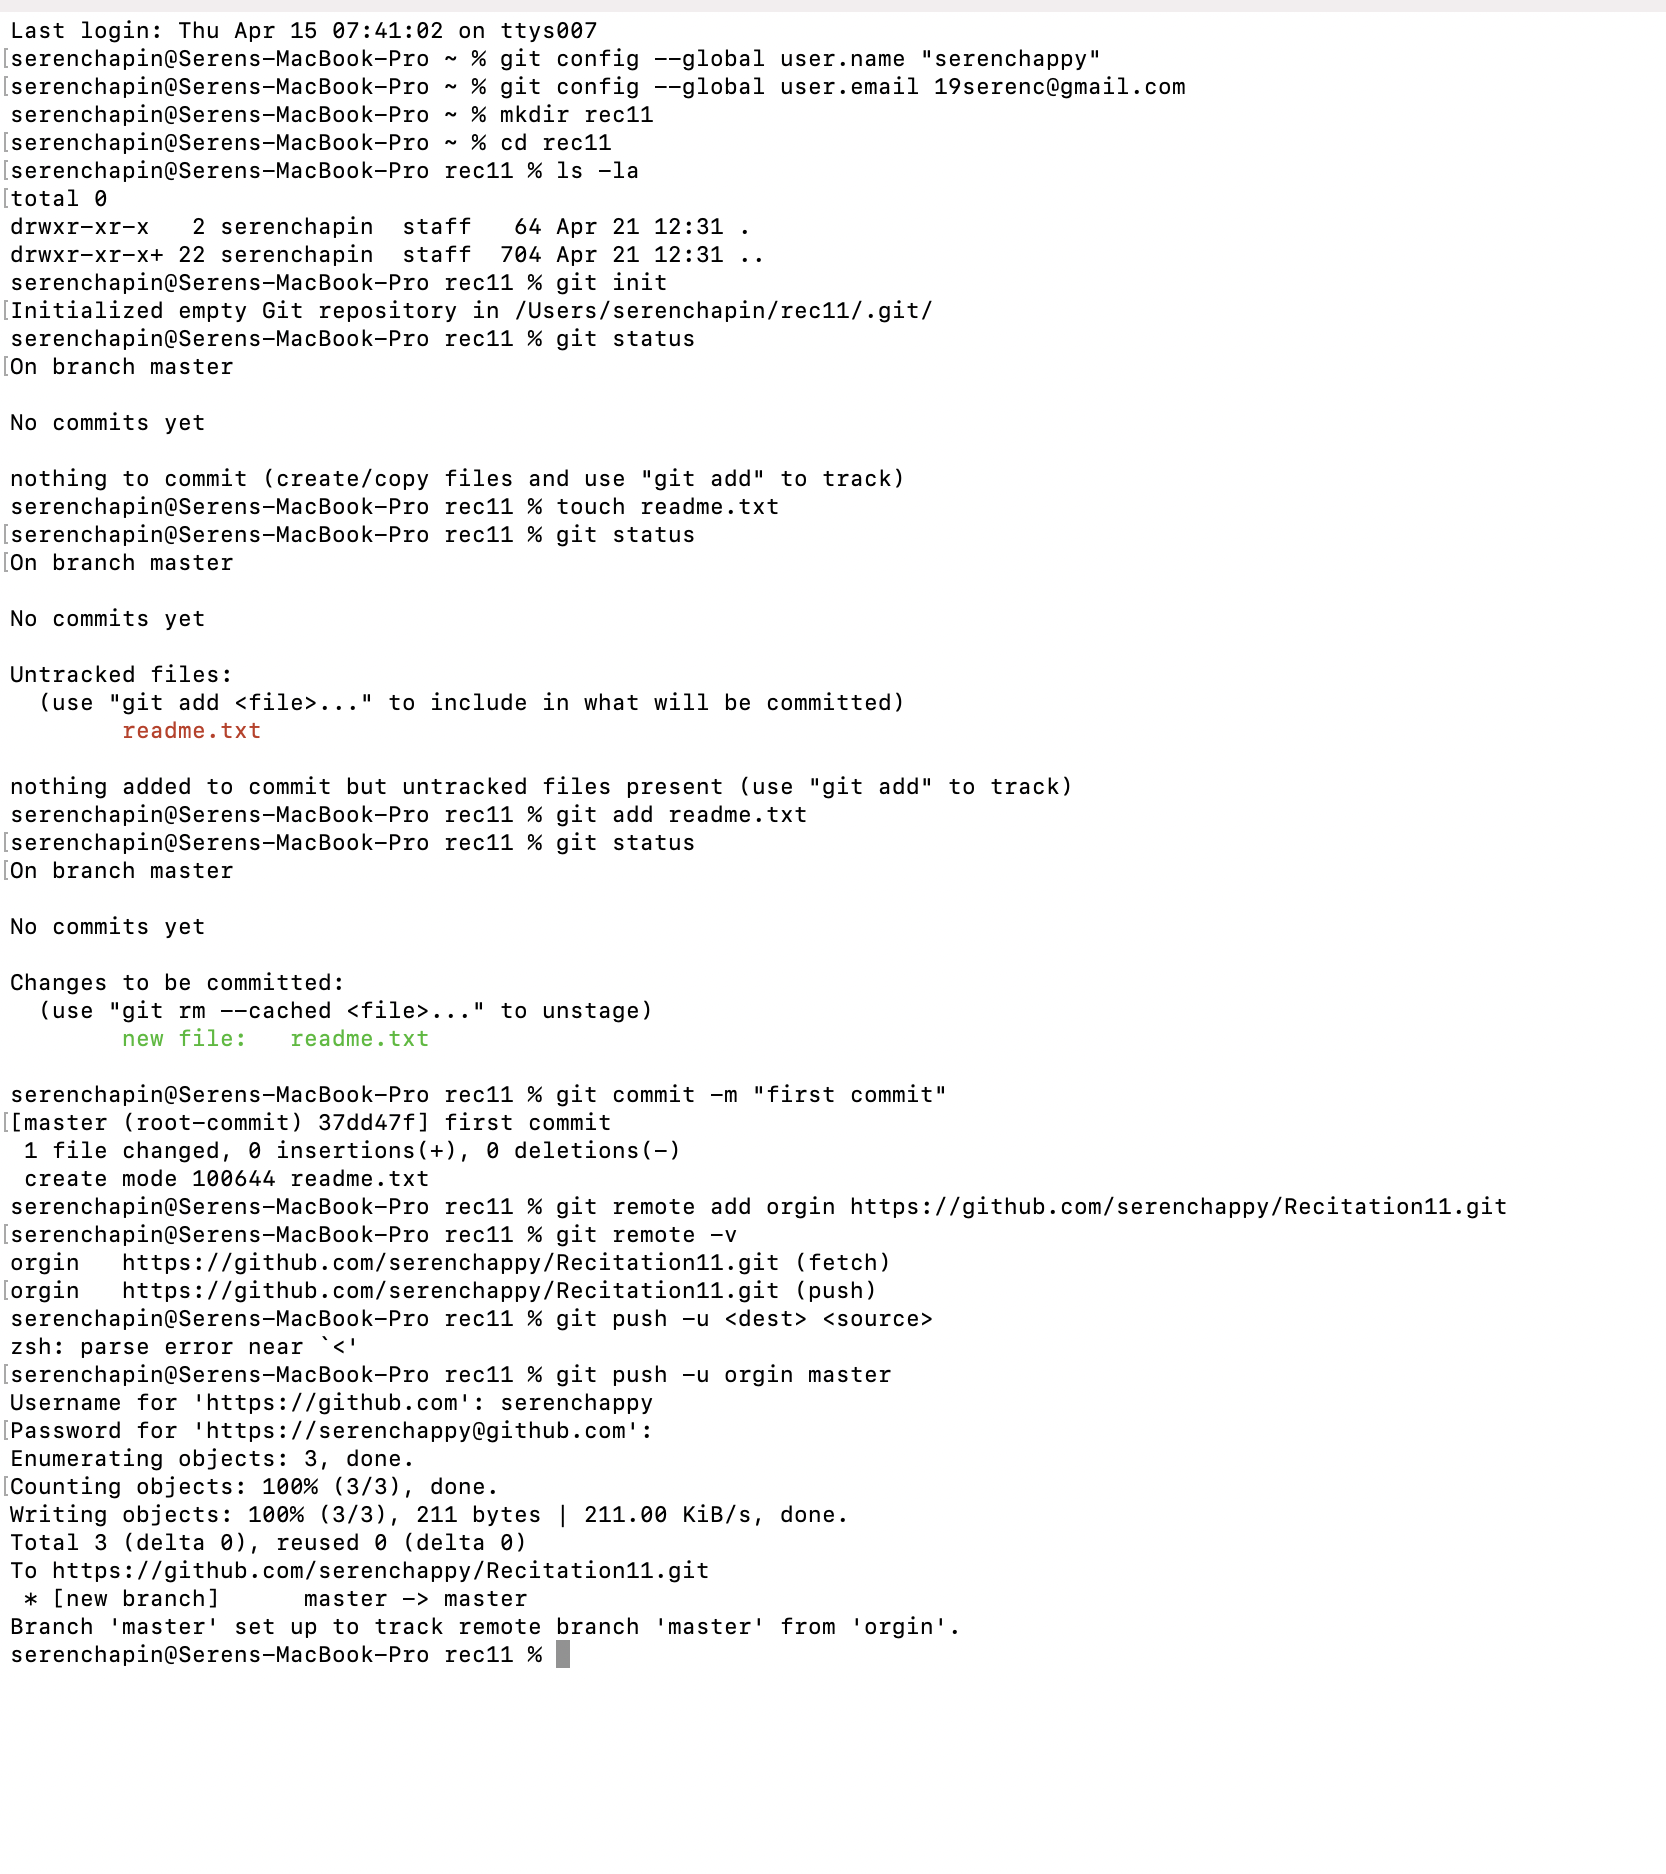 Last login: Thu Apr 15 07:41:02 on ttys007
[serenchapin@Serens-MacBook-Pro ~ % git config --global user.name "serenchappy"
[serenchapin@Serens-MacBook-Pro ~ % git config --global user.email 19serenc@gmail.com
serenchapin@Serens-MacBook-Pro ~ % mkdir rec11
[serenchapin@Serens-MacBook-Pro ~ % cd rec11
[serenchapin@Serens-MacBook-Pro rec11 % ls -la
[total 0
drwxr-xr-x   2 serenchapin  staff   64 Apr 21 12:31 .
drwxr-xr-x+ 22 serenchapin  staff  704 Apr 21 12:31 ..
serenchapin@Serens-MacBook-Pro rec11 % git init
[Initialized empty Git repository in /Users/serenchapin/rec11/.git/
serenchapin@Serens-MacBook-Pro rec11 % git status
[On branch master
No commits yet
nothing to commit (create/copy files and use "git add" to track)
serenchapin@Serens-MacBook-Pro rec11 % touch readme.txt
[serenchapin@Serens-MacBook-Pro rec11 % git status
[On branch master
No commits yet
Untracked files:
  (use "git add <file>..." to include in what will be committed)
        readme.txt
nothing added to commit but untracked files present (use "git add" to track)
serenchapin@Serens-MacBook-Pro rec11 % git add readme.txt
[serenchapin@Serens-MacBook-Pro rec11 % git status
[On branch master
No commits yet
Changes to be committed:
  (use "git rm --cached <file>..." to unstage)
        new file:   readme.txt
serenchapin@Serens-MacBook-Pro rec11 % git commit -m "first commit"
[[master (root-commit) 37dd47f] first commit
 1 file changed, 0 insertions(+), 0 deletions(-)
 create mode 100644 readme.txt
serenchapin@Serens-MacBook-Pro rec11 % git remote add orgin https://github.com/serenchappy/Recitation11.git
[serenchapin@Serens-MacBook-Pro rec11 % git remote -v
orgin   https://github.com/serenchappy/Recitation11.git (fetch)
[orgin   https://github.com/serenchappy/Recitation11.git (push)
serenchapin@Serens-MacBook-Pro rec11 % git push -u <dest> <source>
zsh: parse error near `<'
[serenchapin@Serens-MacBook-Pro rec11 % git push -u orgin master
Username for 'https://github.com': serenchappy
[Password for 'https://serenchappy@github.com':
Enumerating objects: 3, done.
[Counting objects: 100% (3/3), done.
Writing objects: 100% (3/3), 211 bytes | 211.00 KiB/s, done.
Total 3 (delta 0), reused 0 (delta 0)
To https://github.com/serenchappy/Recitation11.git
 * [new branch]      master -> master
Branch 'master' set up to track remote branch 'master' from 'orgin'.
serenchapin@Serens-MacBook-Pro rec11 %